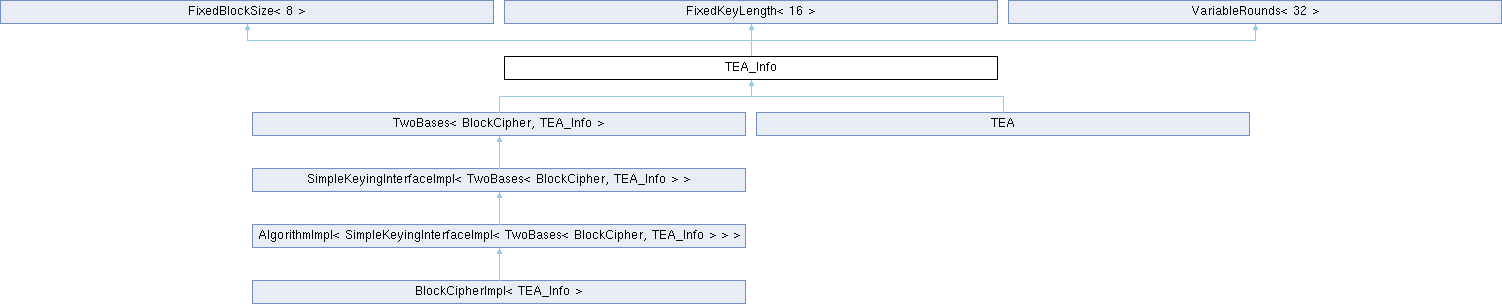 FixedBlockSize< 8 >
FixedKeyLength< 16 >
VariableRounds< 32 >
TEA_Info
TwoBases< BlockCipher, TEA_Info >
TEA
SimpleKeyingInterfaceImpl< TwoBases< BlockCipher, TEA_Info > >
AlgorithmImpl< SimpleKeyingInterfaceImpl< TwoBases< BlockCipher, TEA_Info > > >
BlockCipherImpl< TEA_Info >